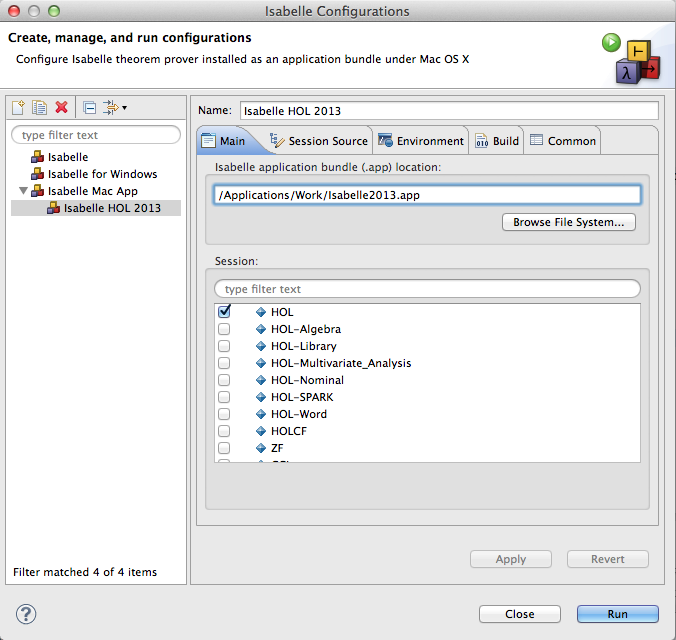 Isabelle Configurations
Create, manage, and run configurations
Configure Isabelle theorem prover installed as an application bundle under Mac OS X
λ
type filter text
Isabelle
Isabelle for Windows
Isabelle Mac App
Isabelle HOL 2013
Filter matched 4 of 4 items
Name: Isabelle HOL 2013
Main Session Source Environment 010 Build Common
Isabelle application bundle (.app) location:
/Applications/Work/Isabelle2013.app
Browse File System...
Session:
type filter text
HOL
HOL-Algebra
HOL-Library
HOL-Multivariate_Analysis
HOL-Nominal
HOL-SPARK
HOL-Word
HOLCF
ZF
Apply Revert
? Close Run